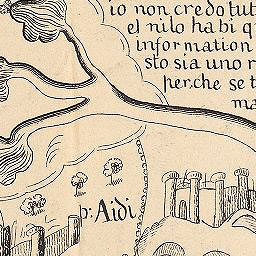 io non credo tut
el nilo habi q
information
sto sia uno r
perche se t
ma
p: Aidi